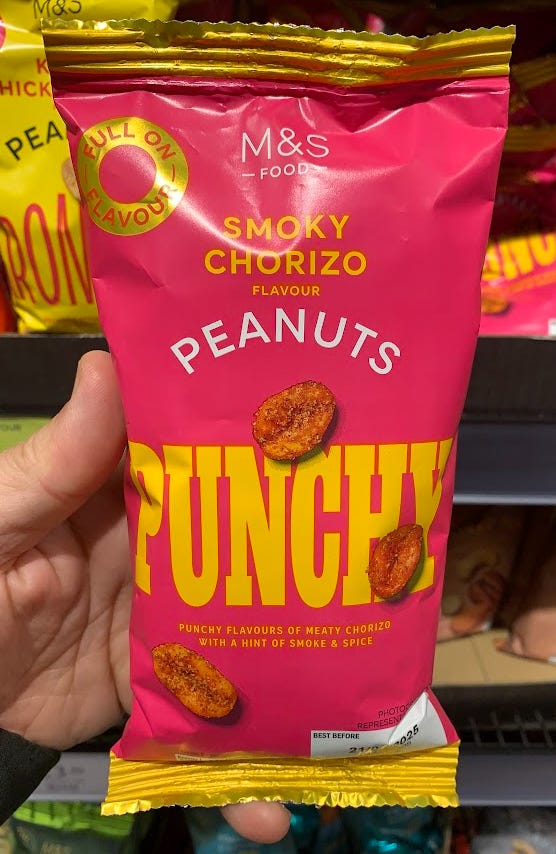 M&S
PEA
FULL ON
FLAVOUR
M&S
FOOD
SMOKY
CHORIZO
FLAVOUR
PEANUTS
PUNCHY
PUNCHY FLAVOURS OF MEATY CHORIZO
WITH A HINT OF SMOKE & SPICE
BEST BEFORE
M&S